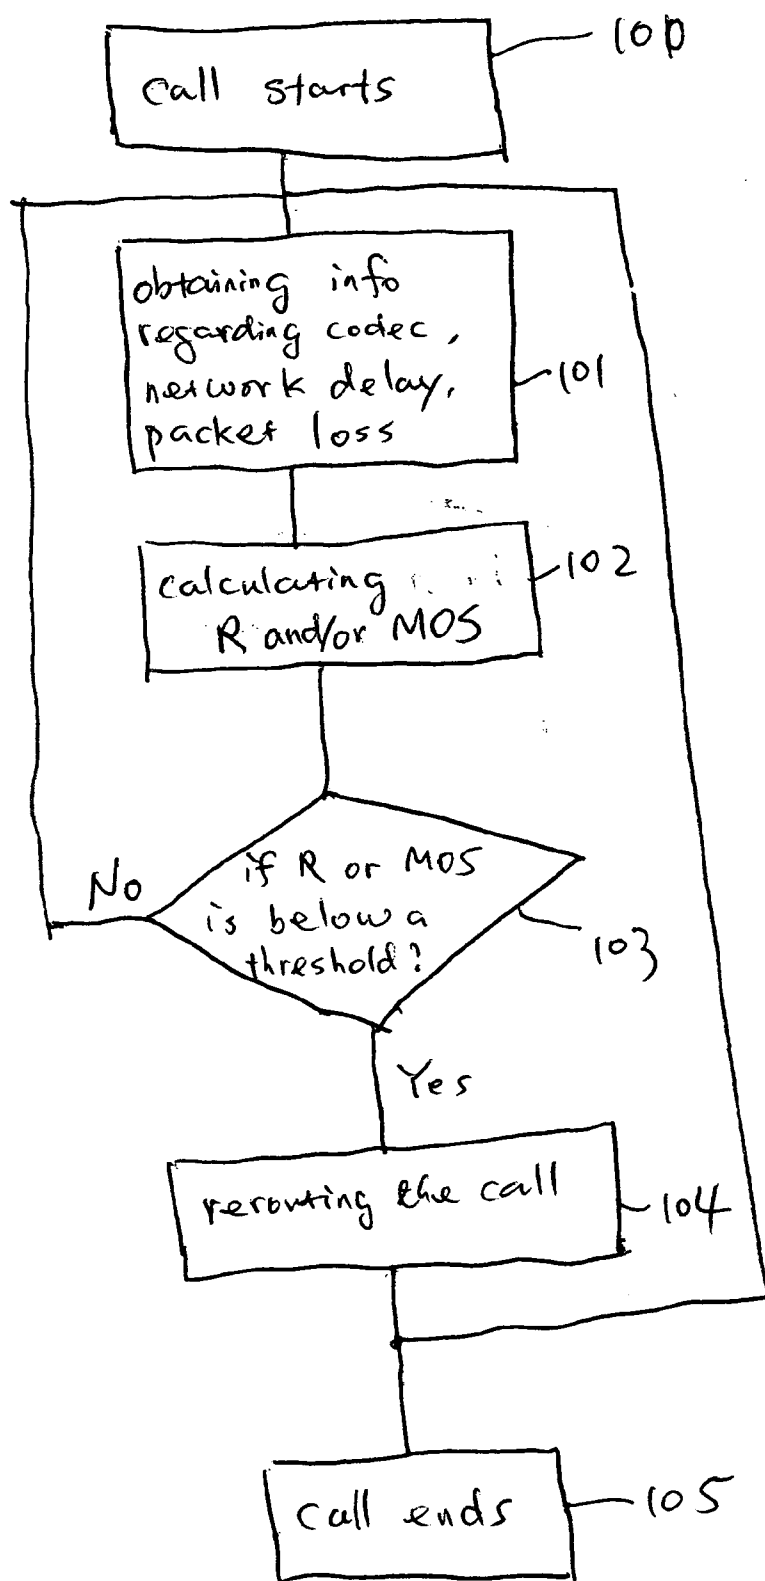 100
call starts
obtaining info
regarding codec,
network delay,
packet loss
101
calculating
R and/or MOS
102
if R or MOS
is below a
threshold?
103
No
Yes
rerouting the call
104
call ends
105